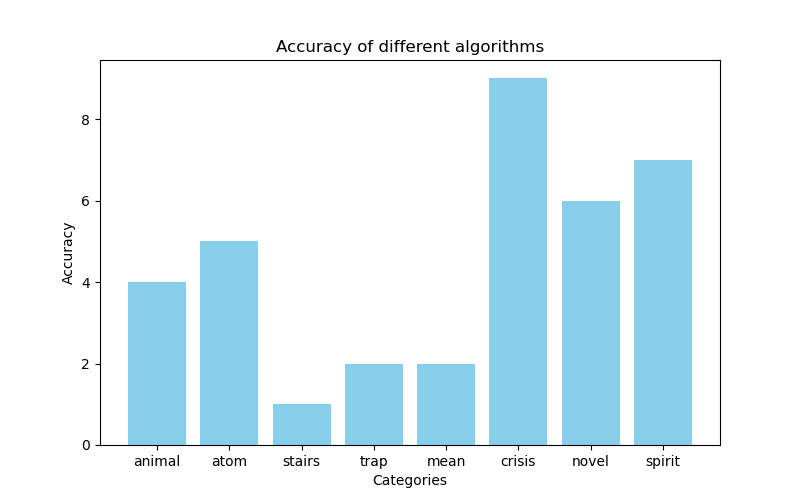 Accuracy of different algorithms
Accuracy
8
6
4
2
0
animal atom stairs trap mean crisis novel spirit
Categories